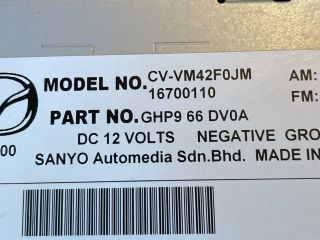 MODEL NO. CV-VM42F0JM AM:
16700110 FM:
PART NO. GHP9 66 DV0A
00 DC 12 VOLTS NEGATIVE GRO
SANYO Automedia Sdn.Bhd. MADE IN